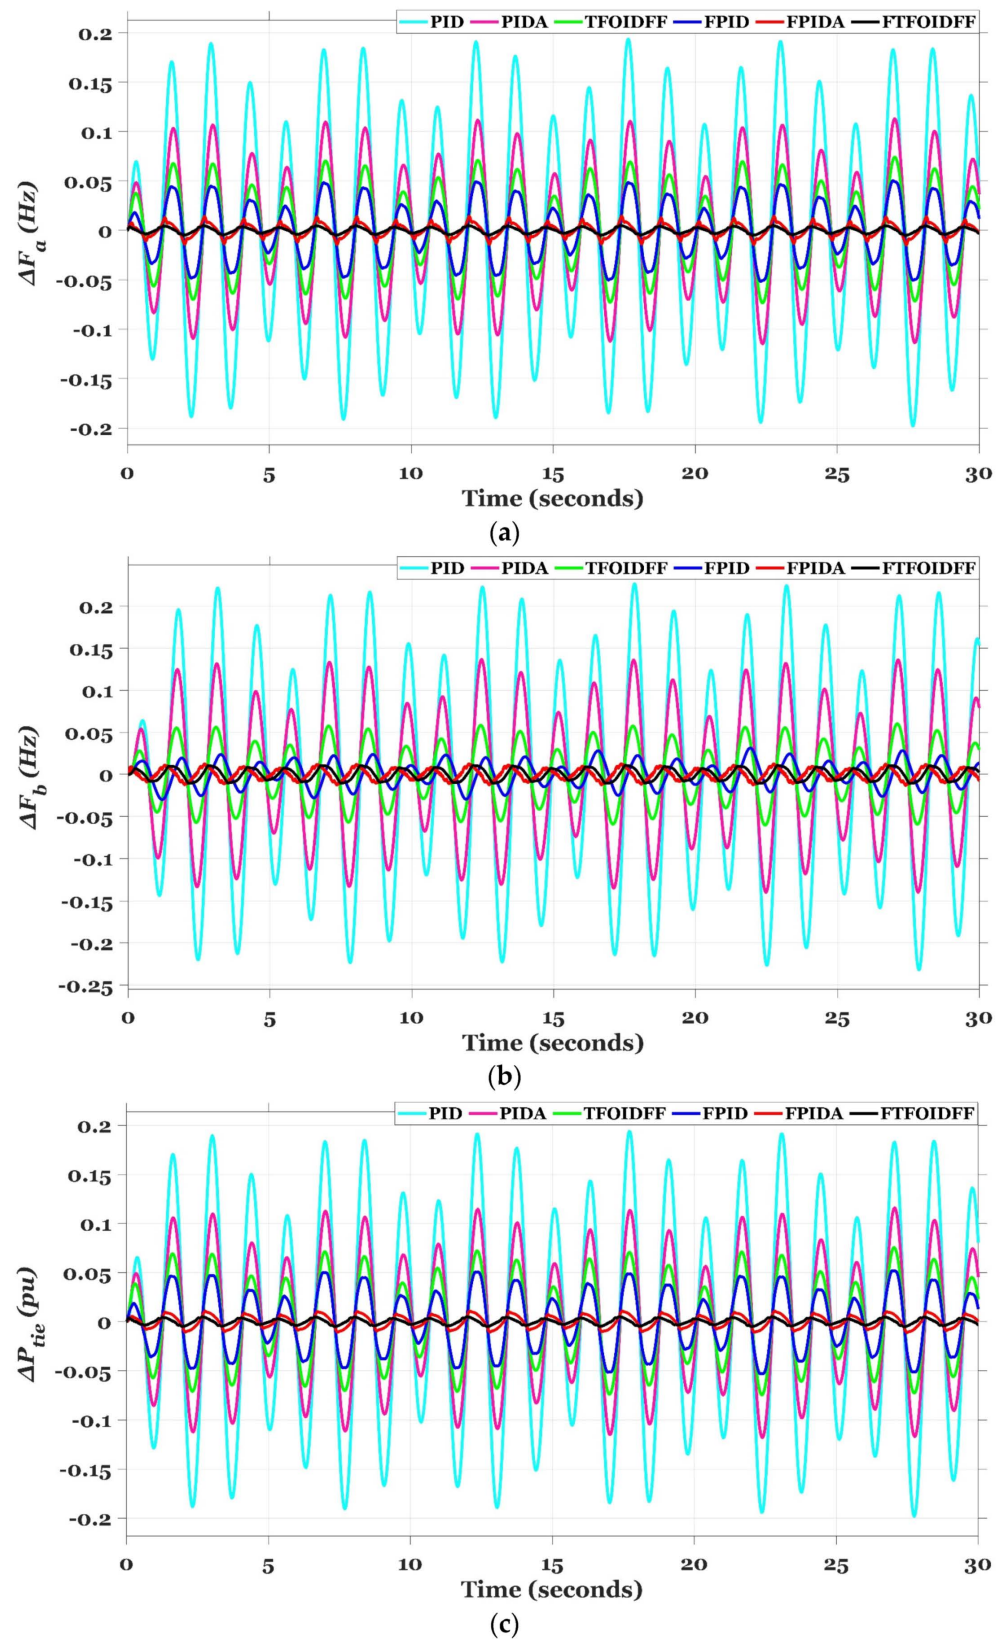 PID PIDA TFOIDFF FPID FPIDA FTFOIDFF
0.2
0.15
0.1
0.05
0
-0.05
-0.1
-0.15
-0.2
ΔF_a (Hz)
0 5 10 15 20 25 30
Time (seconds)
(a)
PID PIDA TFOIDFF FPID FPIDA FTFOIDFF
0.2
0.15
0.1
0.05
0
-0.05
-0.1
-0.15
-0.2
-0.25
ΔF_b (Hz)
0 5 10 15 20 25 30
Time (seconds)
(b)
PID PIDA TFOIDFF FPID FPIDA FTFOIDFF
0.2
0.15
0.1
0.05
0
-0.05
-0.1
-0.15
-0.2
ΔP_tie (pu)
0 5 10 15 20 25 30
Time (seconds)
(c)